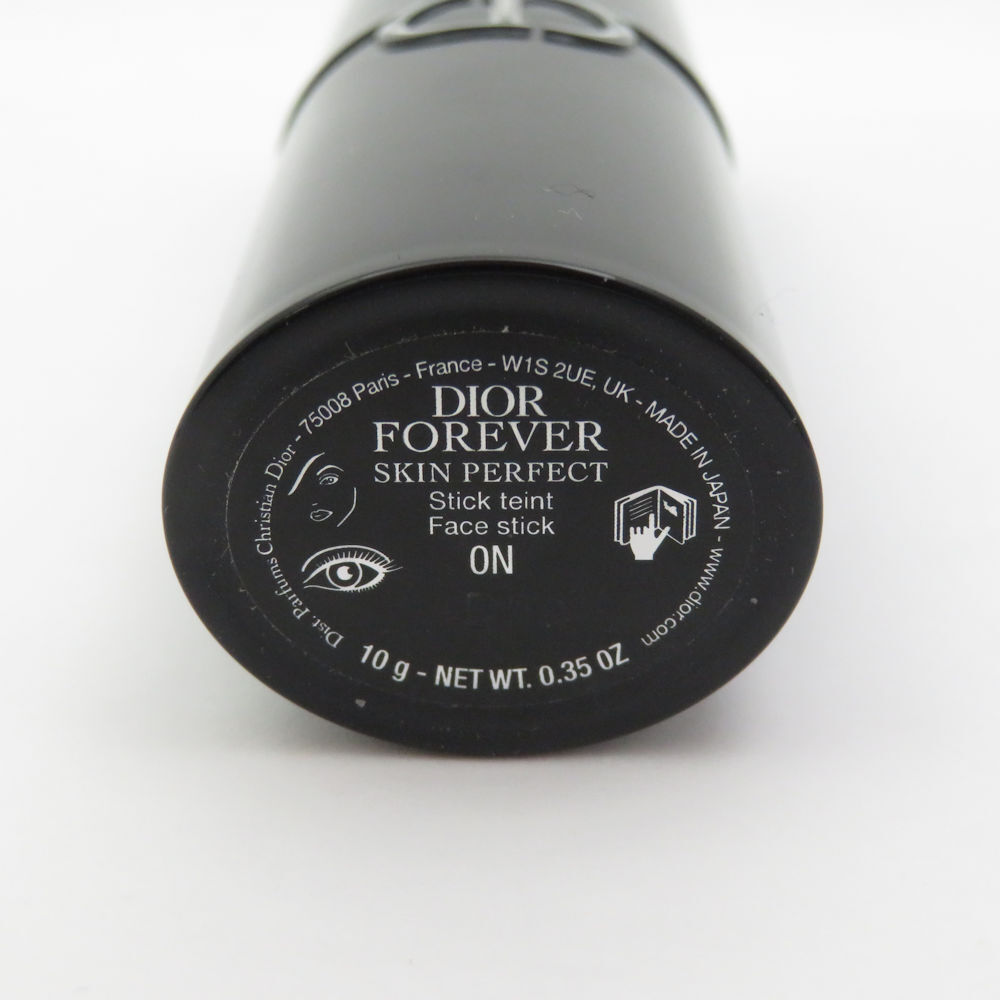 Dist. Parfums Christian Dior - 75008 Paris - France - W1S 2UE, UK - MADE IN JAPAN - www.dior.com
DIOR
FOREVER
SKIN PERFECT
Stick teint
Face stick
0N
10 g - NET WT. 0.35 OZ